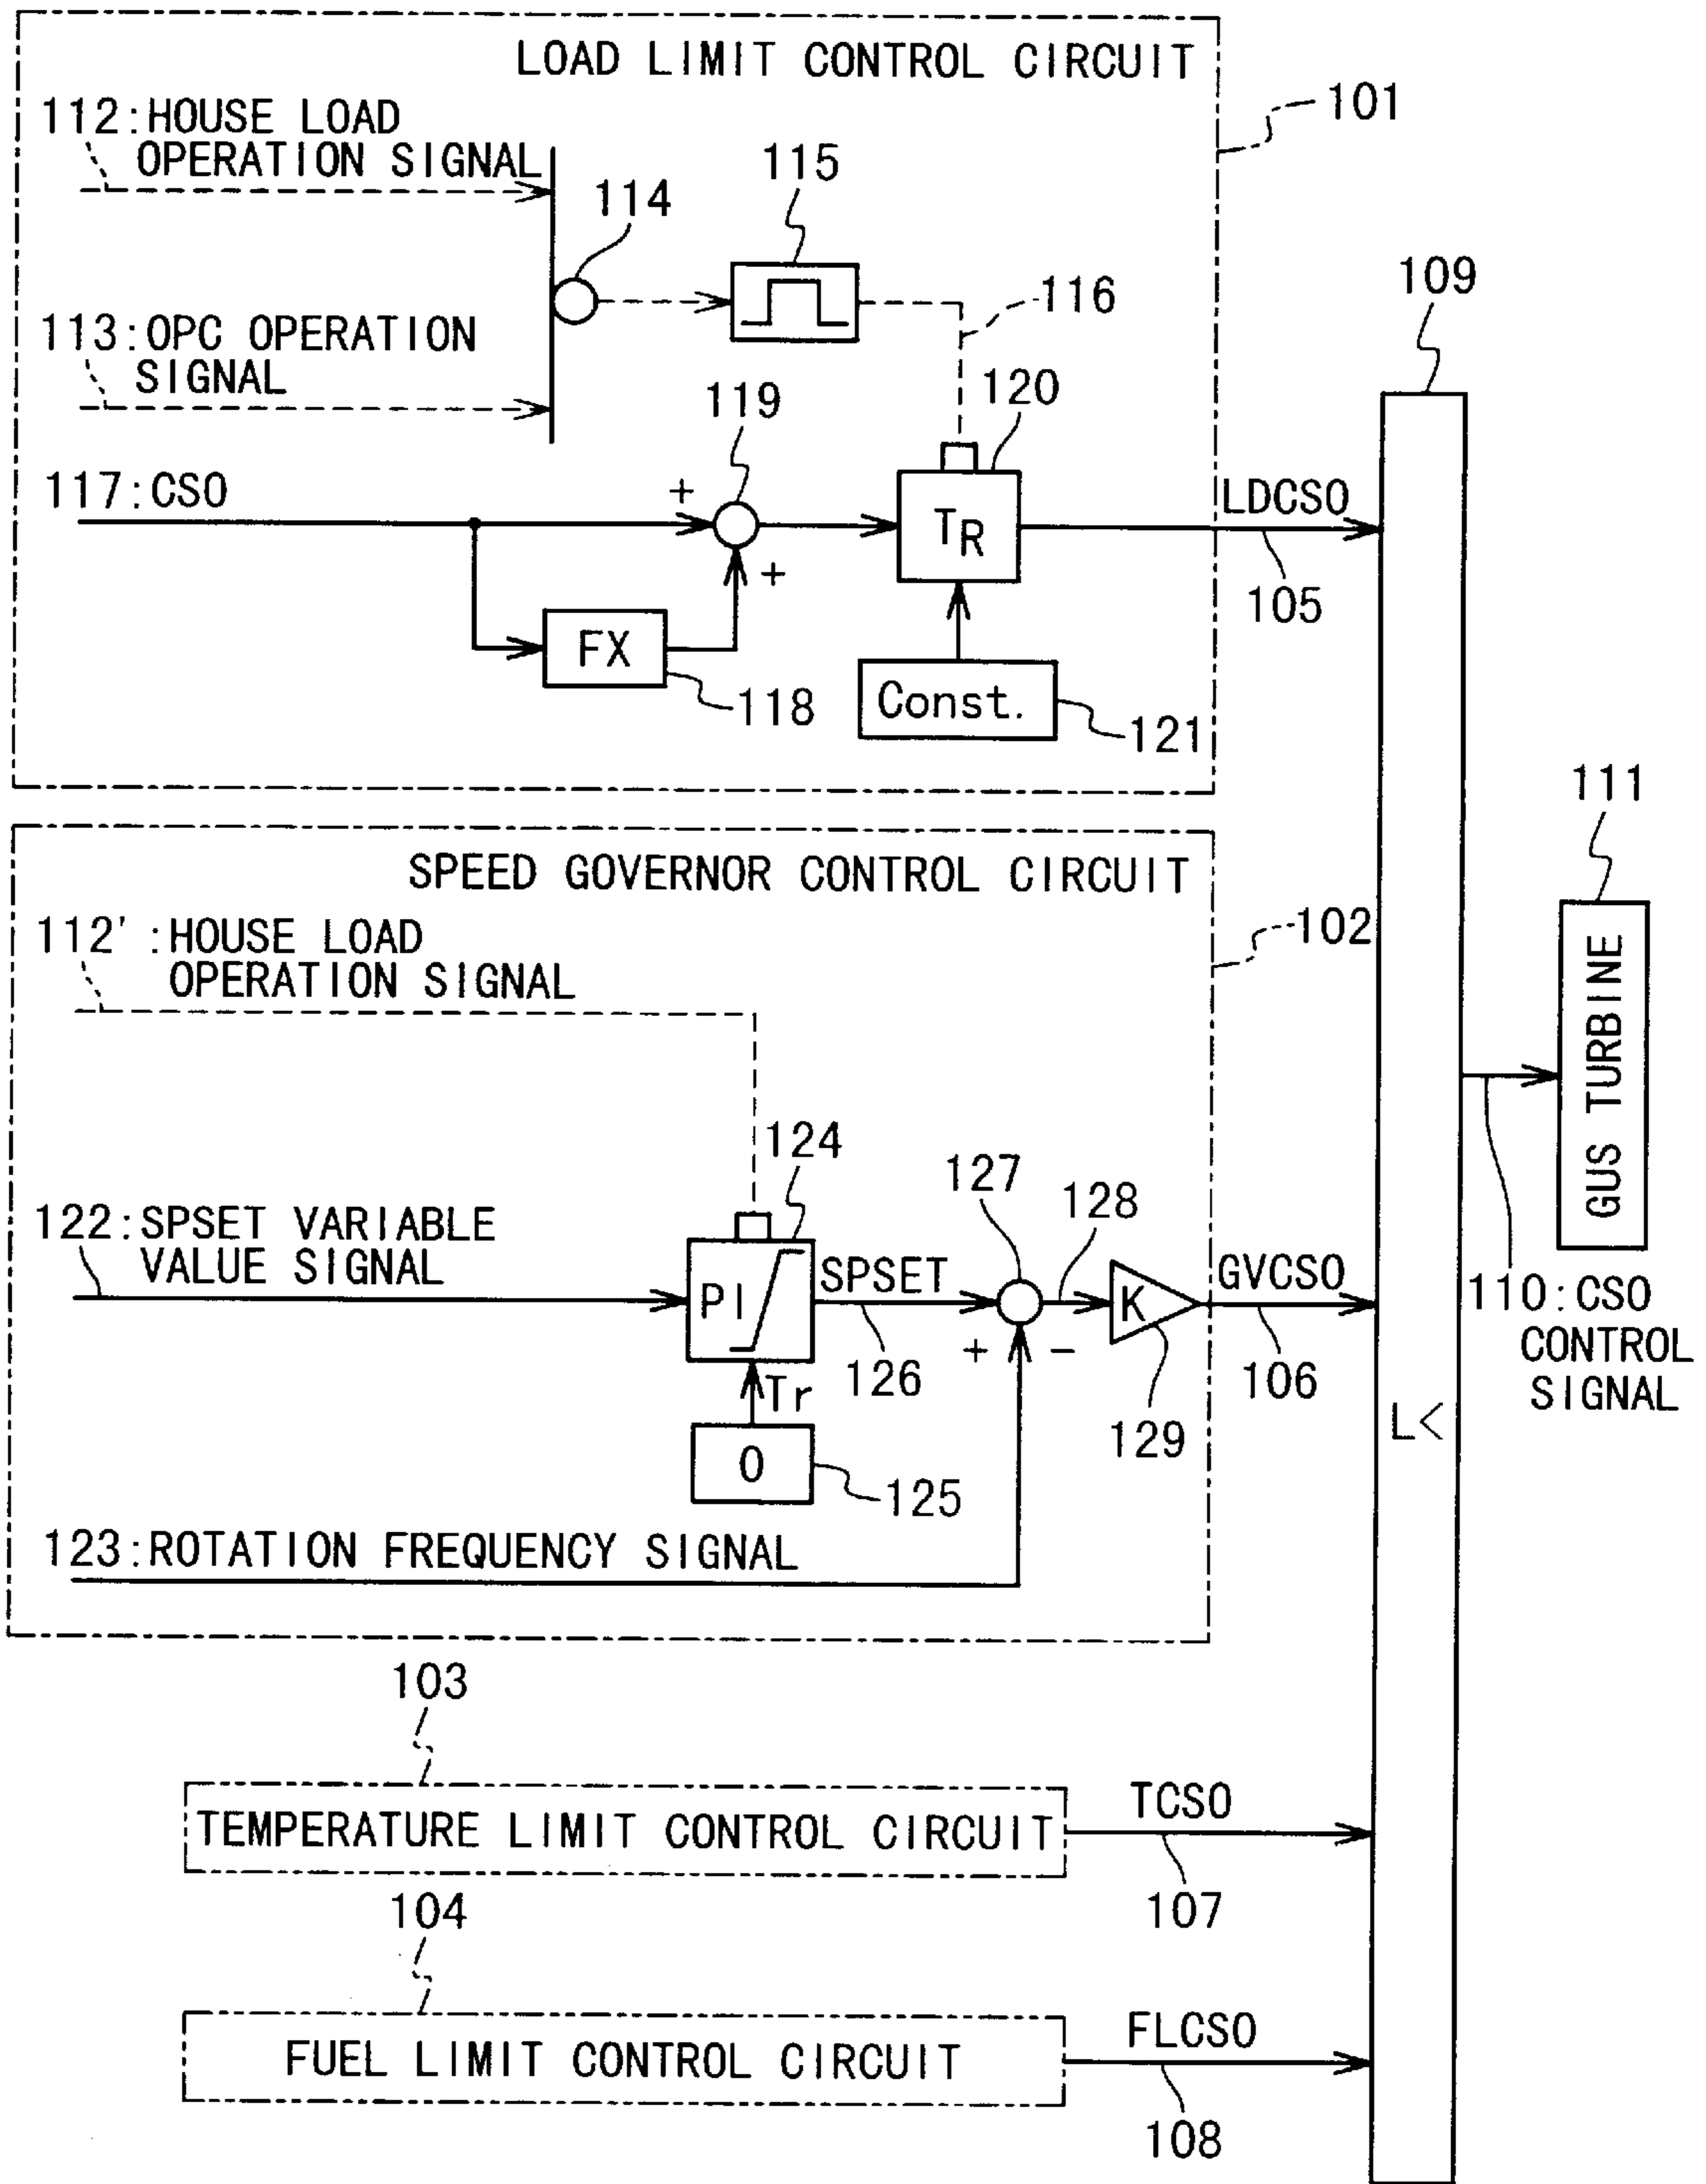 LOAD LIMIT CONTROL CIRCUIT
101
112:HOUSE LOAD
OPERATION SIGNAL
114
115
116
109
113:OPC OPERATION
SIGNAL
119
120
117:CSO
+
TR
LDCSO
105
+
FX
118
Const.
121
111
SPEED GOVERNOR CONTROL CIRCUIT
102
112':HOUSE LOAD
OPERATION SIGNAL
GUS TURBINE
124
127
128
122:SPSET VARIABLE
VALUE SIGNAL
PI
SPSET
126
+
-
K
129
GVCSO
106
110:CSO
CONTROL
SIGNAL
Tr
0
125
L<
123:ROTATION FREQUENCY SIGNAL
103
TEMPERATURE LIMIT CONTROL CIRCUIT
TCSO
107
104
FUEL LIMIT CONTROL CIRCUIT
FLCSO
108